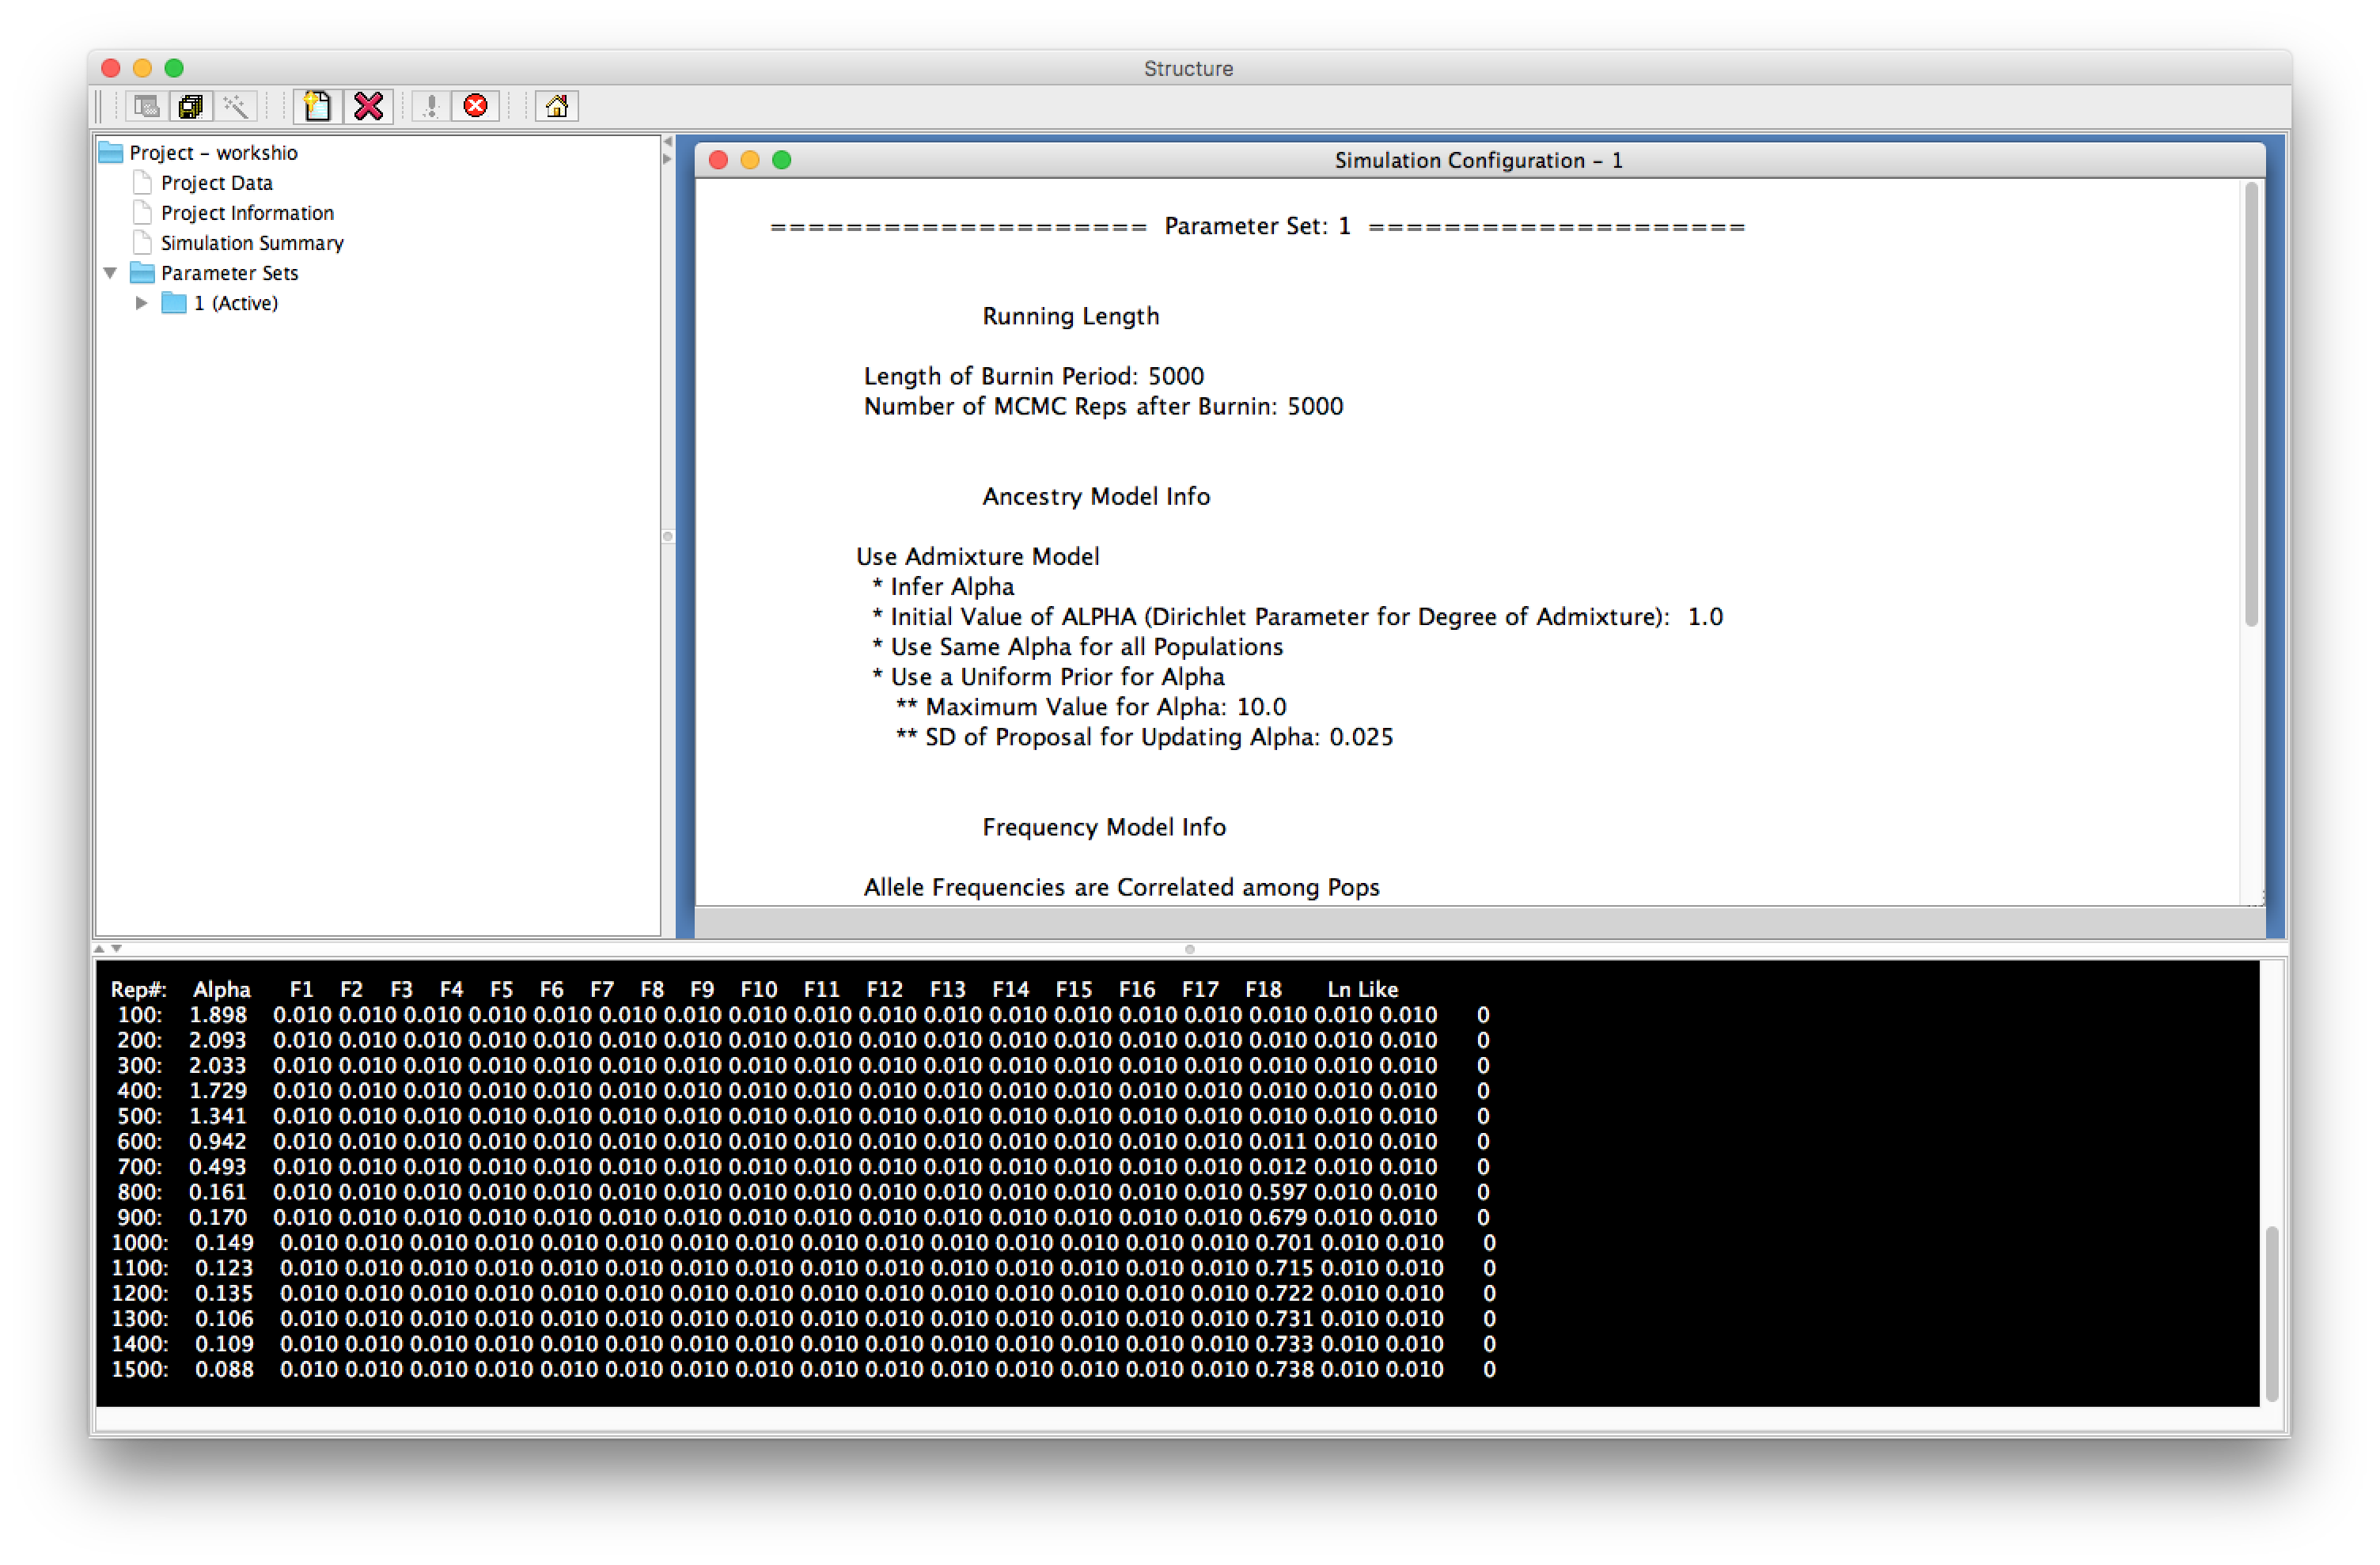 Structure
Project – workshio
Project Data
Project Information
Simulation Summary
Parameter Sets
1 (Active)
Simulation Configuration – 1
==================== Parameter Set: 1 ====================
Running Length
Length of Burnin Period: 5000
Number of MCMC Reps after Burnin: 5000
Ancestry Model Info
Use Admixture Model
* Infer Alpha
* Initial Value of ALPHA (Dirichlet Parameter for Degree of Admixture): 1.0
* Use Same Alpha for all Populations
* Use a Uniform Prior for Alpha
** Maximum Value for Alpha: 10.0
** SD of Proposal for Updating Alpha: 0.025
Frequency Model Info
Allele Frequencies are Correlated among Pops
Rep#: Alpha F1 F2 F3 F4 F5 F6 F7 F8 F9 F10 F11 F12 F13 F14 F15 F16 F17 F18 Ln Like
100: 1.898 0.010 0.010 0.010 0.010 0.010 0.010 0.010 0.010 0.010 0.010 0.010 0.010 0.010 0.010 0.010 0.010 0.010 0.010 0
200: 2.093 0.010 0.010 0.010 0.010 0.010 0.010 0.010 0.010 0.010 0.010 0.010 0.010 0.010 0.010 0.010 0.010 0.010 0.010 0
300: 2.033 0.010 0.010 0.010 0.010 0.010 0.010 0.010 0.010 0.010 0.010 0.010 0.010 0.010 0.010 0.010 0.010 0.010 0.010 0
400: 1.729 0.010 0.010 0.010 0.010 0.010 0.010 0.010 0.010 0.010 0.010 0.010 0.010 0.010 0.010 0.010 0.010 0.010 0.010 0
500: 1.341 0.010 0.010 0.010 0.010 0.010 0.010 0.010 0.010 0.010 0.010 0.010 0.010 0.010 0.010 0.010 0.010 0.010 0.010 0
600: 0.942 0.010 0.010 0.010 0.010 0.010 0.010 0.010 0.010 0.010 0.010 0.010 0.010 0.010 0.010 0.010 0.011 0.010 0.010 0
700: 0.493 0.010 0.010 0.010 0.010 0.010 0.010 0.010 0.010 0.010 0.010 0.010 0.010 0.010 0.010 0.010 0.012 0.010 0.010 0
800: 0.161 0.010 0.010 0.010 0.010 0.010 0.010 0.010 0.010 0.010 0.010 0.010 0.010 0.010 0.010 0.010 0.597 0.010 0.010 0
900: 0.170 0.010 0.010 0.010 0.010 0.010 0.010 0.010 0.010 0.010 0.010 0.010 0.010 0.010 0.010 0.010 0.679 0.010 0.010 0
1000: 0.149 0.010 0.010 0.010 0.010 0.010 0.010 0.010 0.010 0.010 0.010 0.010 0.010 0.010 0.010 0.010 0.701 0.010 0.010 0
1100: 0.123 0.010 0.010 0.010 0.010 0.010 0.010 0.010 0.010 0.010 0.010 0.010 0.010 0.010 0.010 0.010 0.715 0.010 0.010 0
1200: 0.135 0.010 0.010 0.010 0.010 0.010 0.010 0.010 0.010 0.010 0.010 0.010 0.010 0.010 0.010 0.010 0.722 0.010 0.010 0
1300: 0.106 0.010 0.010 0.010 0.010 0.010 0.010 0.010 0.010 0.010 0.010 0.010 0.010 0.010 0.010 0.010 0.731 0.010 0.010 0
1400: 0.109 0.010 0.010 0.010 0.010 0.010 0.010 0.010 0.010 0.010 0.010 0.010 0.010 0.010 0.010 0.010 0.733 0.010 0.010 0
1500: 0.088 0.010 0.010 0.010 0.010 0.010 0.010 0.010 0.010 0.010 0.010 0.010 0.010 0.010 0.010 0.010 0.738 0.010 0.010 0